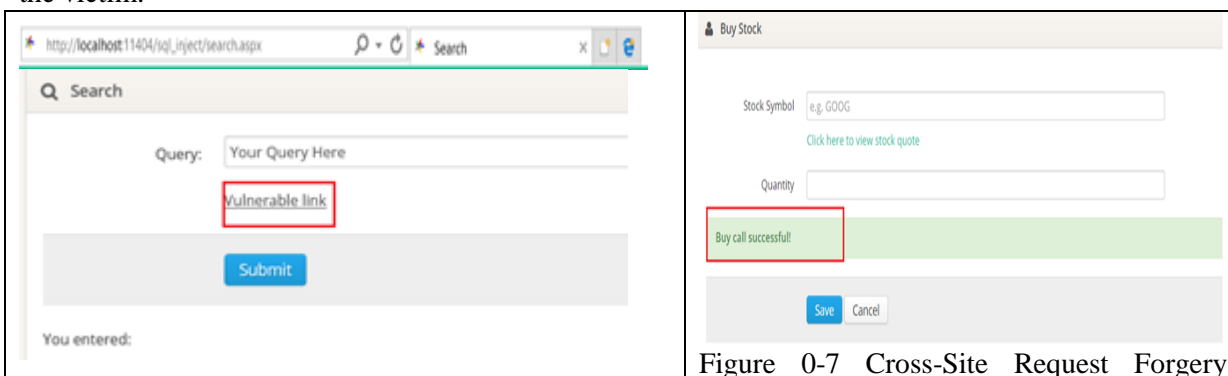 the victim.
http://localhost:11404/sql_inject/search.aspx
Search
Search
Query: Your Query Here
Vulnerable link
Submit
You entered:
Buy Stock
Stock Symbol e.g. GOOG
Click here to view stock quote
Quantity
Buy call successful!
Save Cancel
Figure 0-7 Cross-Site Request Forgery